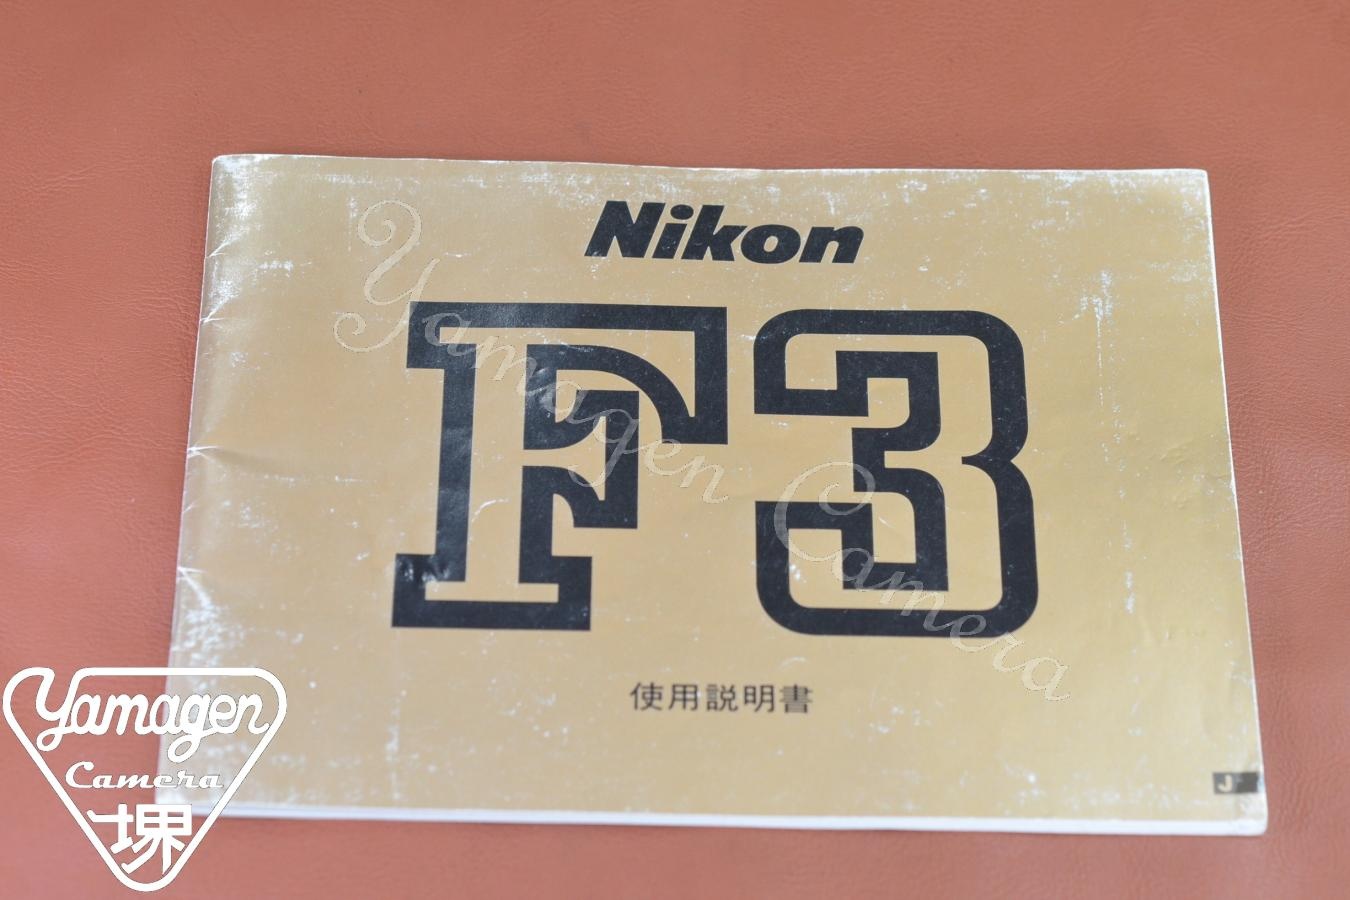 Nikon
F3
使用説明書
J
Yamagen Camera
Yamagen
Camera
堺